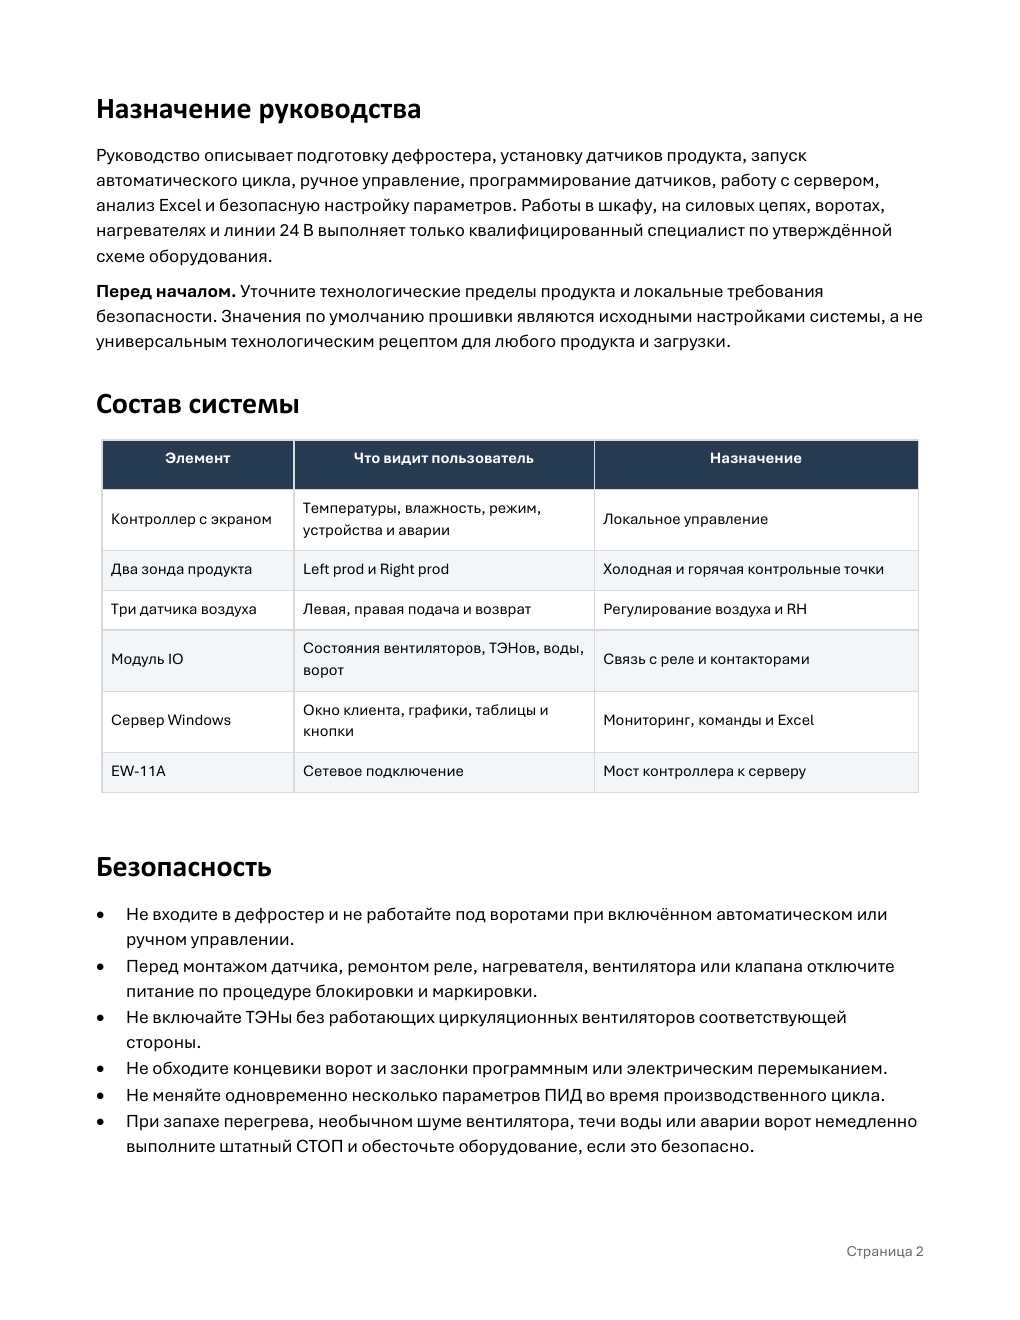 Назначение руководства
Руководство описывает подготовку дефростера, установку датчиков продукта, запуск
автоматического цикла, ручное управление, программирование датчиков, работу с сервером,
анализ Excel и безопасную настройку параметров. Работы в шкафу, на силовых цепях, воротах,
нагревателях и линии 24 В выполняет только квалифицированный специалист по утверждённой
схеме оборудования.
Перед началом. Уточните технологические пределы продукта и локальные требования
безопасности. Значения по умолчанию прошивки являются исходными настройками системы, а не
универсальным технологическим рецептом для любого продукта и загрузки.
Состав системы
Элемент
Что видит пользователь
Назначение
Контроллер с экраном
Температуры, влажность, режим,
устройства и аварии
Локальное управление
Два зонда продукта
Left prod и Right prod
Холодная и горячая контрольные точки
Три датчика воздуха
Левая, правая подача и возврат
Регулирование воздуха и RH
Модуль IO
Состояния вентиляторов, ТЭНов, воды,
ворот
Связь с реле и контакторами
Сервер Windows
Окно клиента, графики, таблицы и
кнопки
Мониторинг, команды и Excel
EW-11A
Сетевое подключение
Мост контроллера к серверу
Безопасность
• Не входите в дефростер и не работайте под воротами при включённом автоматическом или
ручном управлении.
• Перед монтажом датчика, ремонтом реле, нагревателя, вентилятора или клапана отключите
питание по процедуре блокировки и маркировки.
• Не включайте ТЭНы без работающих циркуляционных вентиляторов соответствующей
стороны.
• Не обходите концевики ворот и заслонки программным или электрическим перемыканием.
• Не меняйте одновременно несколько параметров ПИД во время производственного цикла.
• При запахе перегрева, необычном шуме вентилятора, течи воды или аварии ворот немедленно
выполните штатный СТОП и обесточьте оборудование, если это безопасно.
Страница 2